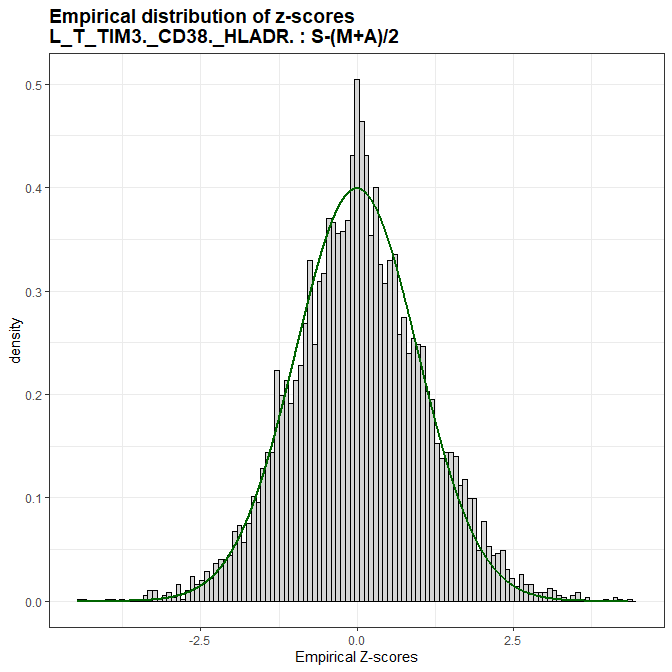 Empirical distribution of z-scores
L_T_TIM3._CD38._HLADR. : S-(M+A)/2
0.5
0.4
0.3
0.2
0.1
0.0
density
-2.5
0.0
2.5
Empirical Z-scores